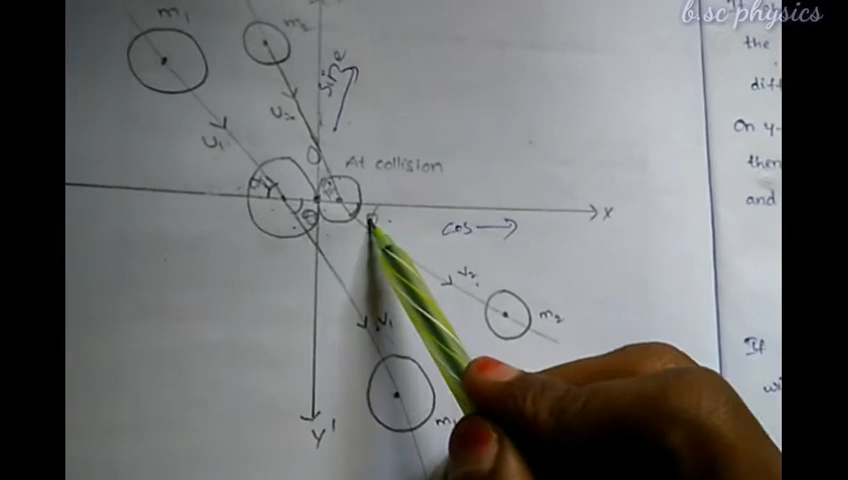 b.sc physics
m₁
m₂
the
sine
diff
u₂
On y-
u₁
At collision
then
α
β
and
θ
x
cos →
v₂
m₂
v₁
If
wi
m₁
y'